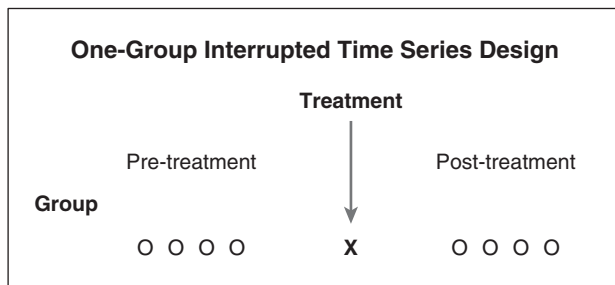 One-Group Interrupted Time Series Design
Treatment
Pre-treatment Post-treatment
Group
O O O O X O O O O